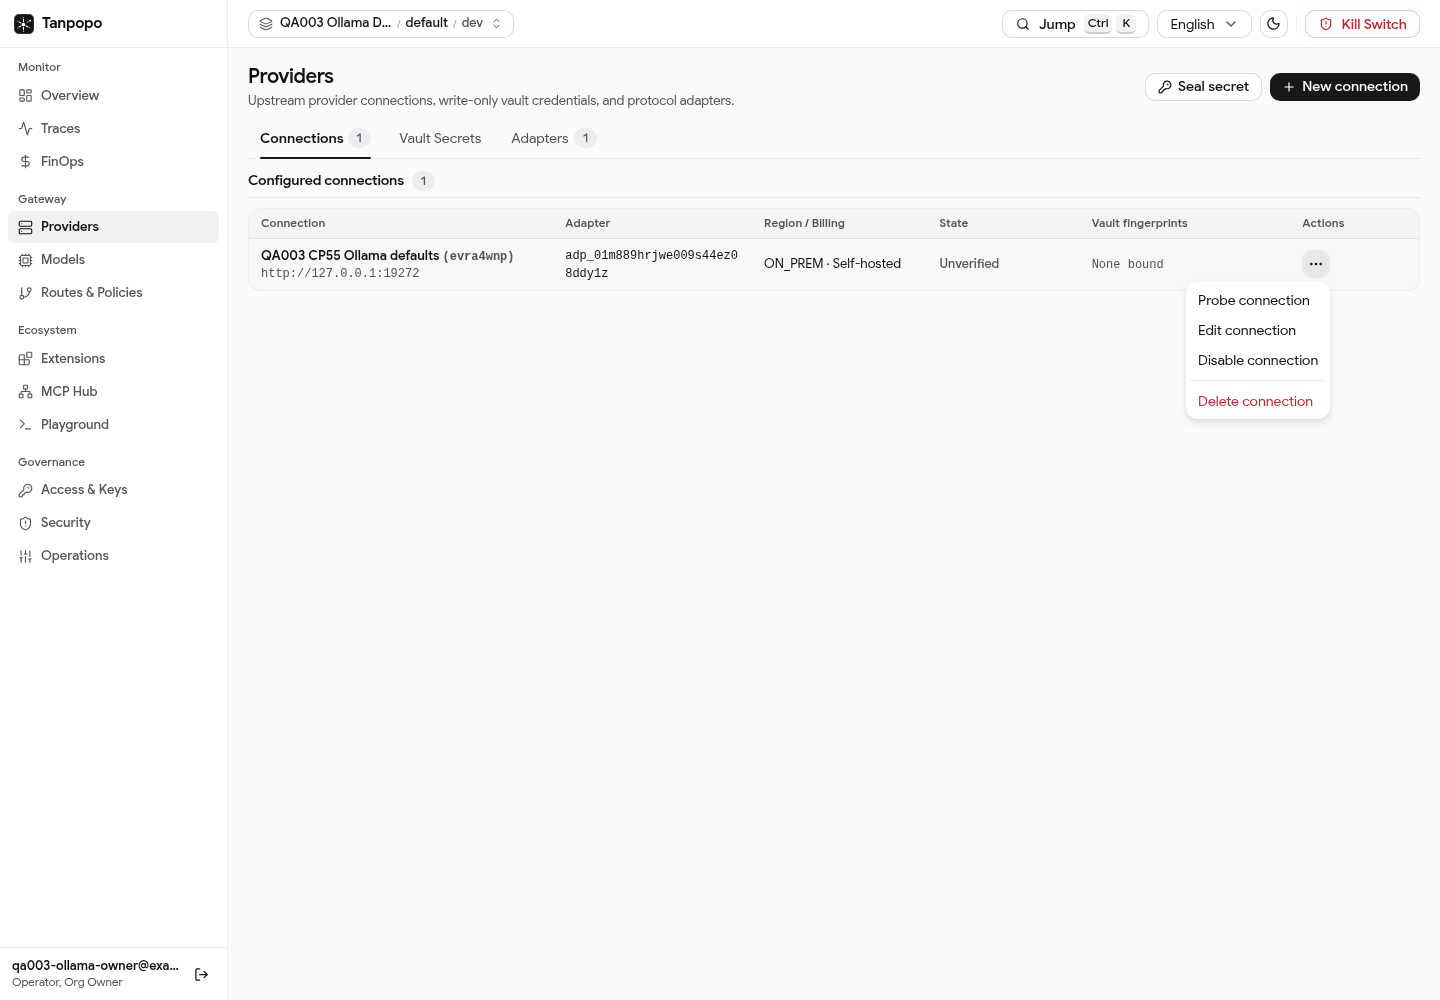 Tanpopo
QA003 Ollama D... / default / dev
Jump Ctrl K
English
Kill Switch
Monitor
Overview
Traces
FinOps
Gateway
Providers
Models
Routes & Policies
Ecosystem
Extensions
MCP Hub
Playground
Governance
Access & Keys
Security
Operations
qa003-ollama-owner@exa...
Operator, Org Owner
Providers
Upstream provider connections, write-only vault credentials, and protocol adapters.
Seal secret
New connection
Connections 1
Vault Secrets
Adapters 1
Configured connections 1
Connection
Adapter
Region / Billing
State
Vault fingerprints
Actions
QA003 CP55 Ollama defaults (evra4wnp)
http://127.0.0.1:19272
adp_01m889hrjwe009s44ez0
8ddy1z
ON_PREM · Self-hosted
Unverified
None bound
Probe connection
Edit connection
Disable connection
Delete connection